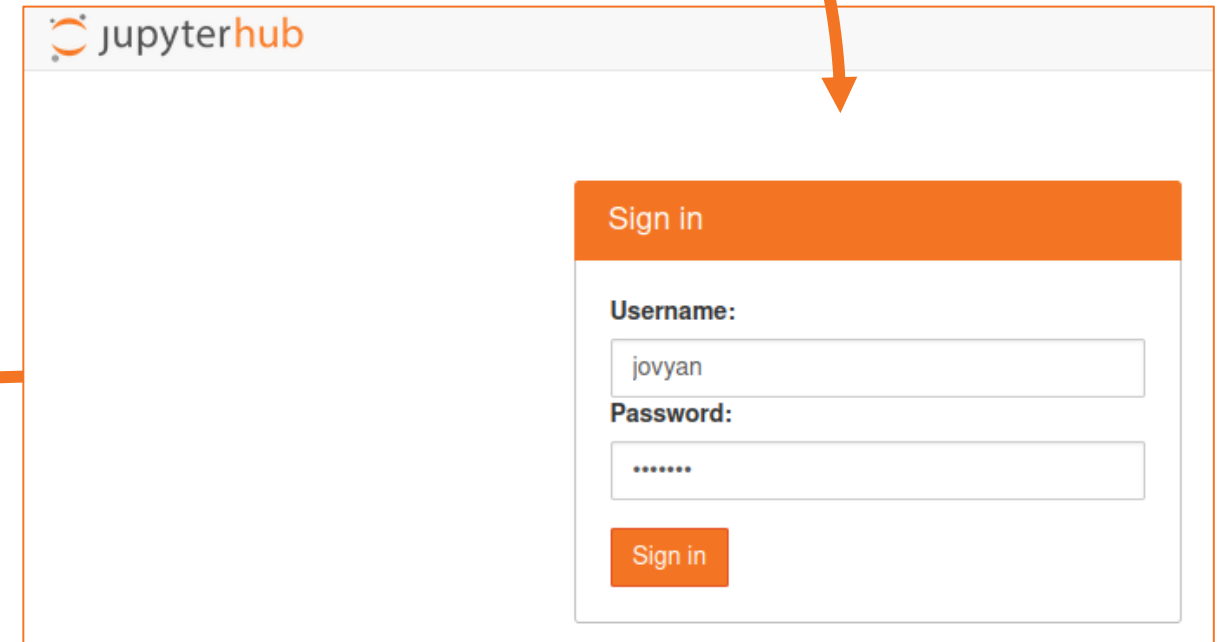 jupyterhub
Sign in
Username:
jovyan
Password:
•••••••
Sign in